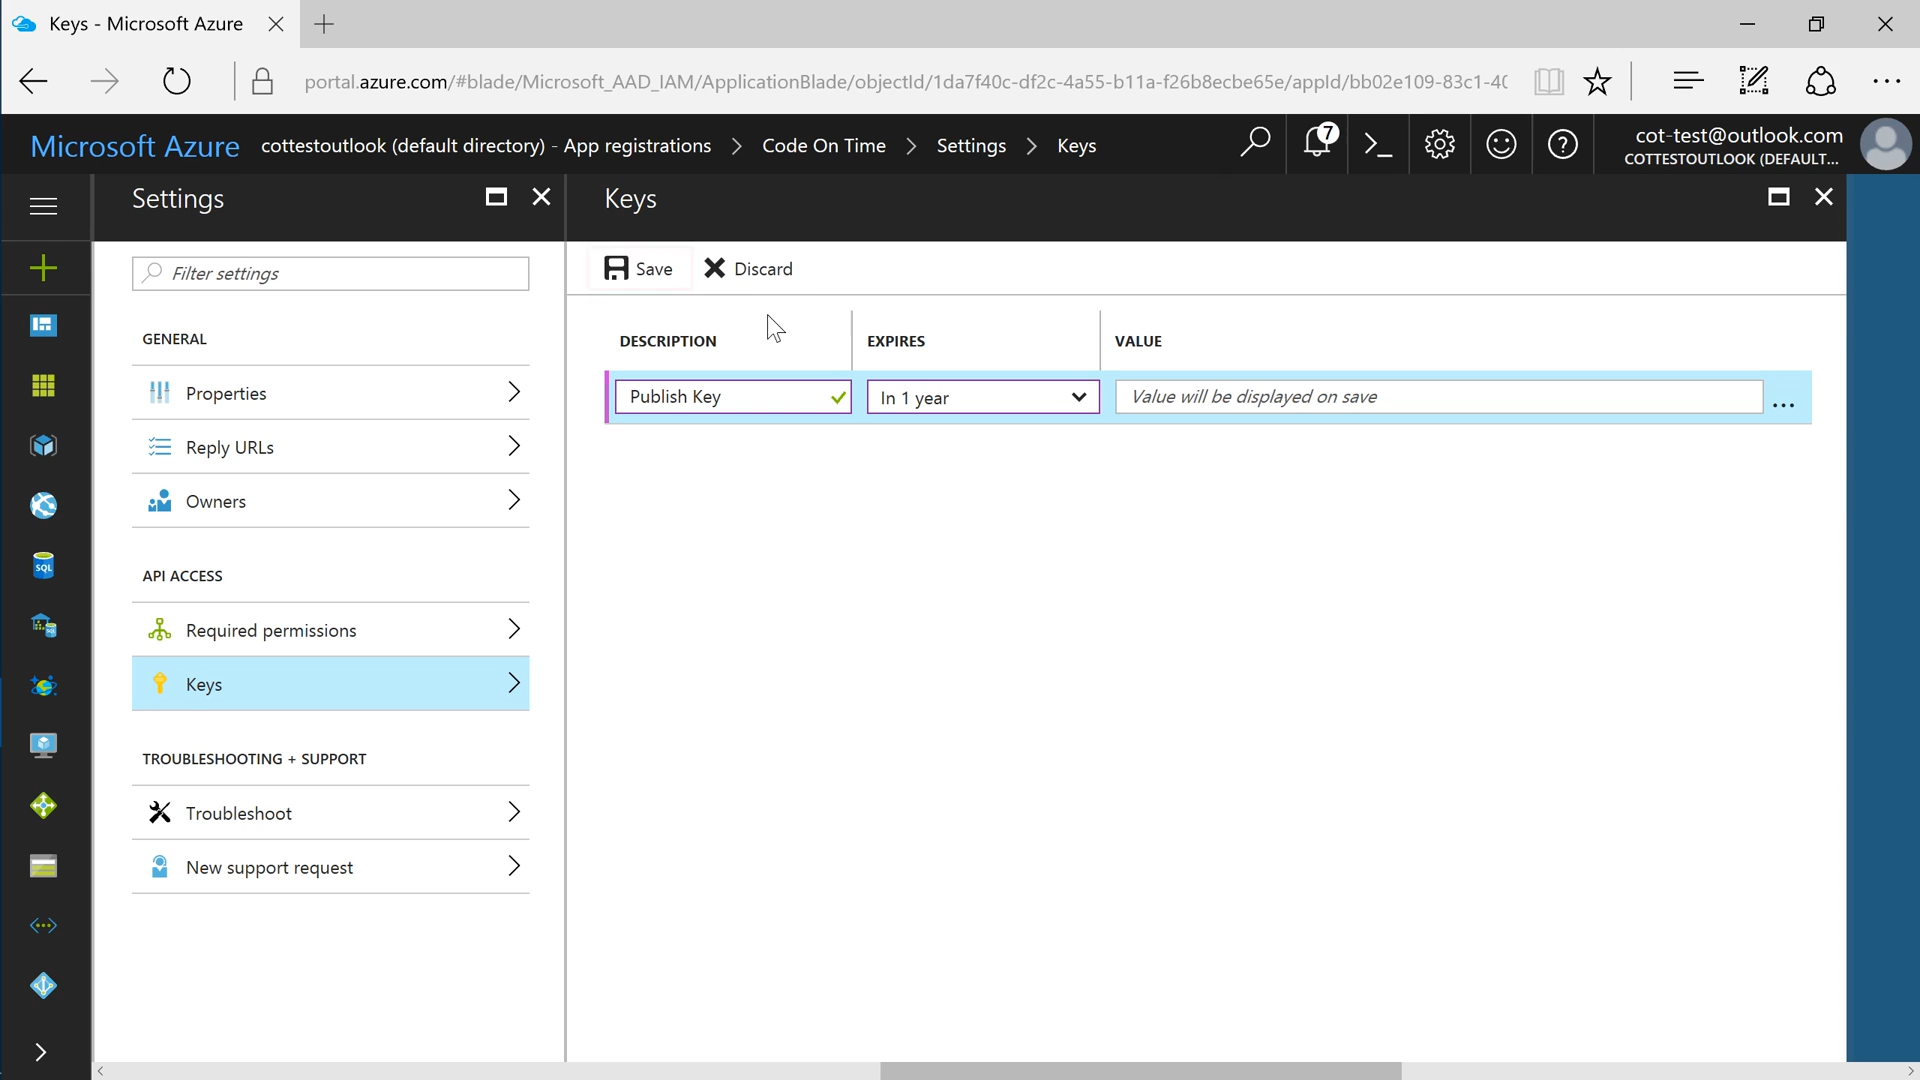 Keys - Microsoft Azure
portal.azure.com/#blade/Microsoft_AAD_IAM/ApplicationBlade/objectId/1da7f40c-df2c-4a55-b11a-f26b8ecbe65e/appId/bb02e109-83c1-40
Microsoft Azure cottestoutlook (default directory) - App registrations > Code On Time > Settings > Keys
7
cot-test@outlook.com
COTTESTOUTLOOK (DEFAULT...
Settings
Keys
Filter settings
Save Discard
GENERAL
DESCRIPTION EXPIRES VALUE
Properties
Publish Key In 1 year Value will be displayed on save ...
Reply URLs
Owners
API ACCESS
SQL
Required permissions
Keys
TROUBLESHOOTING + SUPPORT
Troubleshoot
New support request